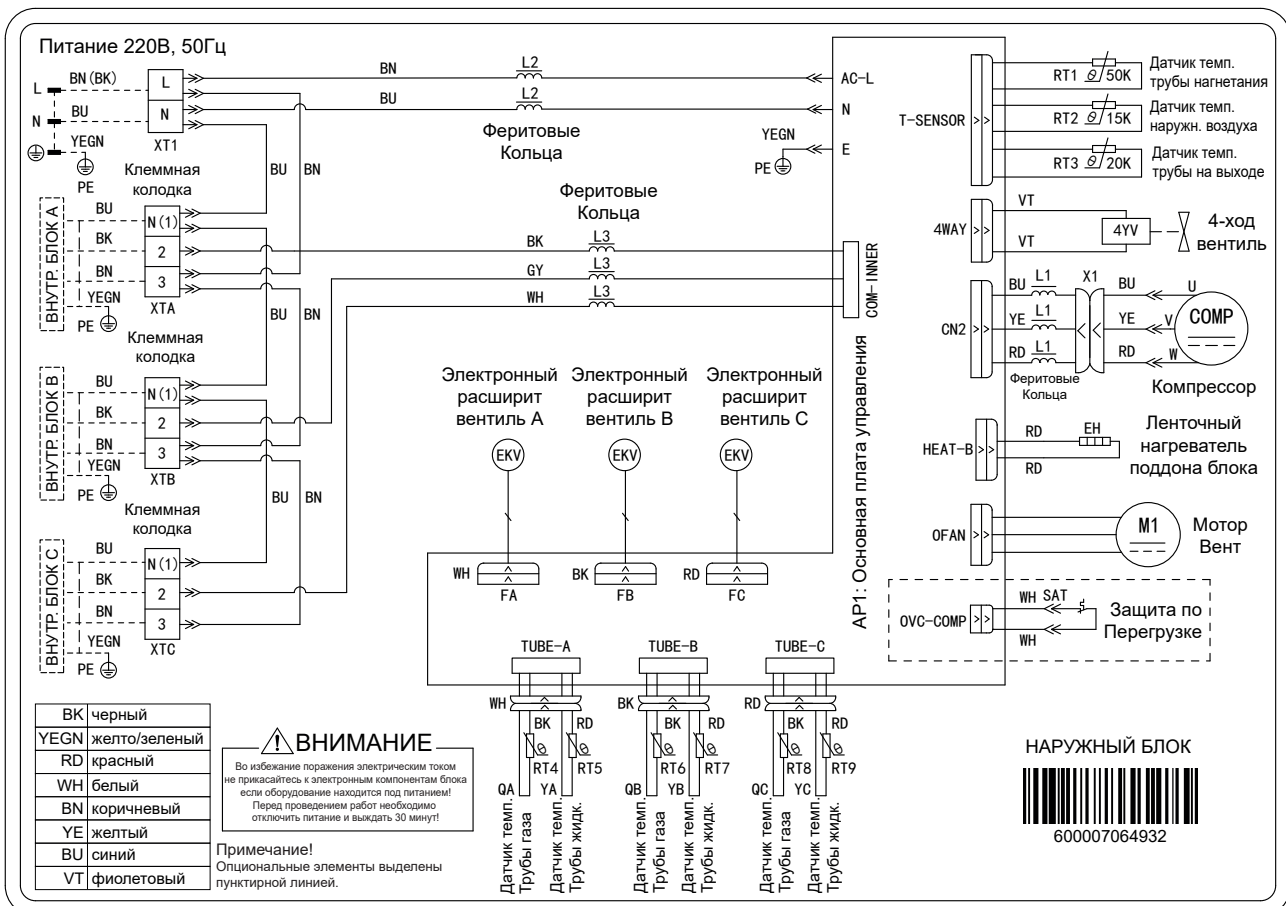 Питание 220В, 50Гц
L
BN(BK)
N
BU
YEGN
PE
L
N
XT1
BN
L2
BU
L2
Феритовые
Кольца
AC-L
N
YEGN
E
PE
Клеммная
колодка
BU
BN
ВНУТР. БЛОК A
BU
BK
BN
YEGN
PE
N(1)
2
3
XTA
Феритовые
Кольца
BK
L3
GY
L3
WH
L3
COM-INNER
BU
BN
Клеммная
колодка
ВНУТР. БЛОК B
BU
BK
BN
YEGN
PE
N(1)
2
3
XTB
BU
BN
Клеммная
колодка
ВНУТР. БЛОК C
BU
BK
BN
YEGN
PE
N(1)
2
3
XTC
Электронный
расширит
вентиль A
EKV
WH
FA
Электронный
расширит
вентиль B
EKV
BK
FB
Электронный
расширит
вентиль C
EKV
RD
FC
AP1: Основная плата управления
T-SENSOR
RT1 θ 50K
Датчик темп.
трубы нагнетания
RT2 θ 15K
Датчик темп.
наружн. воздуха
RT3 θ 20K
Датчик темп.
трубы на выходе
4WAY
VT
VT
4YV
4-ход
вентиль
CN2
BU L1 X1 BU U
YE L1 YE V
RD L1 RD W
COMP
Феритовые
Кольца
Компрессор
HEAT-B
RD EH
RD
Ленточный
нагреватель
поддона блока
OFAN
M1
Мотор
Вент
OVC-COMP
WH SAT
WH
Защита по
Перегрузке
TUBE-A
WH
BK RD
θ θ
RT4 RT5
QA YA
Датчик темп.
Трубы газа
Датчик темп.
Трубы жидк.
TUBE-B
BK
BK RD
θ θ
RT6 RT7
QB YB
Датчик темп.
Трубы газа
Датчик темп.
Трубы жидк.
TUBE-C
RD
BK RD
θ θ
RT8 RT9
QC YC
Датчик темп.
Трубы газа
Датчик темп.
Трубы жидк.
BK черный
YEGN желто/зеленый
RD красный
WH белый
BN коричневый
YE желтый
BU синий
VT фиолетовый
ВНИМАНИЕ
Во избежание поражения электрическим током
не прикасайтесь к электронным компонентам блока
если оборудование находится под питанием!
Перед проведением работ необходимо
отключить питание и выждать 30 минут!
Примечание!
Опциональные элементы выделены
пунктирной линией.
НАРУЖНЫЙ БЛОК
600007064932